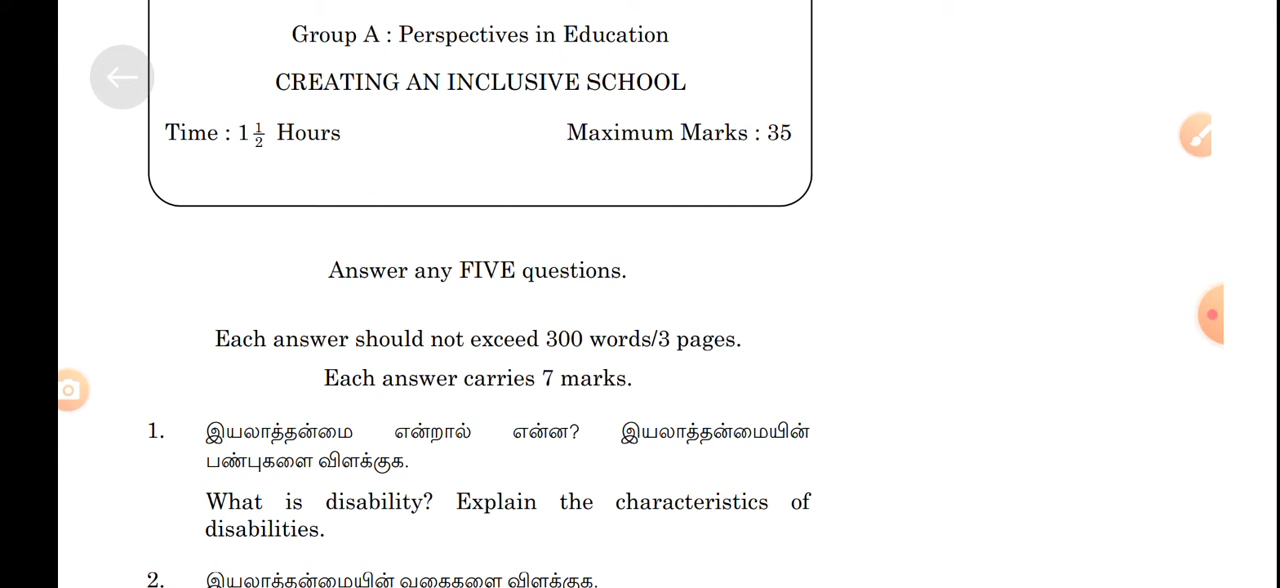 Group A : Perspectives in Education
CREATING AN INCLUSIVE SCHOOL
Time : 1 1/2 Hours Maximum Marks : 35
Answer any FIVE questions.
Each answer should not exceed 300 words/3 pages.
Each answer carries 7 marks.
1. இயலாத்தன்மை என்றால் என்ன? இயலாத்தன்மையின்
பண்புகளை விளக்குக.
What is disability? Explain the characteristics of
disabilities.
2. இயலாத்தன்மையின் வகைகளை விளக்குக.